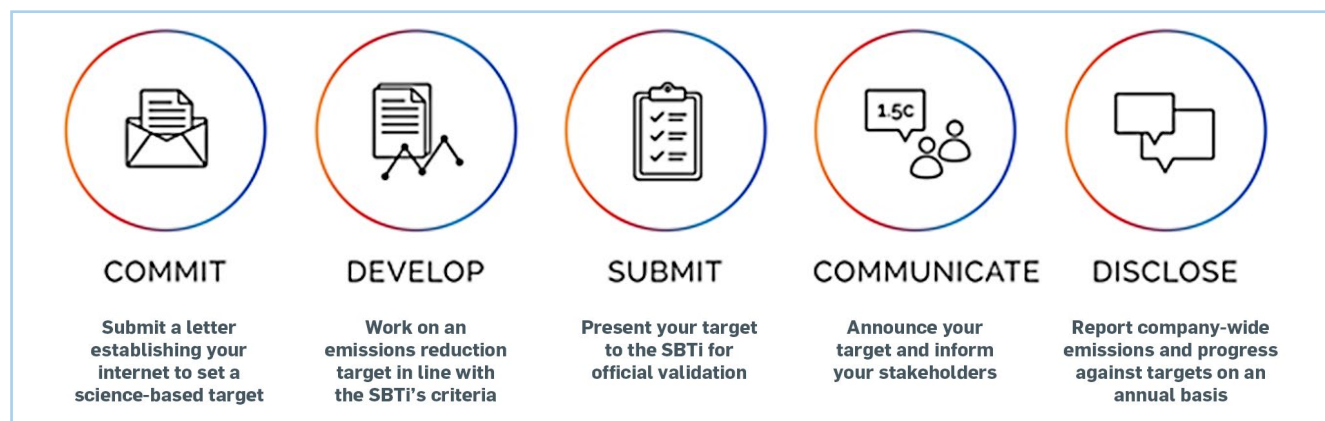 1.5C
COMMIT
Submit a letter
establishing your
internet to set a
science-based target
DEVELOP
Work on an
emissions reduction
target in line with
the SBTi's criteria
SUBMIT
Present your target
to the SBTi for
official validation
COMMUNICATE
Announce your
target and inform
your stakeholders
DISCLOSE
Report company-wide
emissions and progress
against targets on an
annual basis